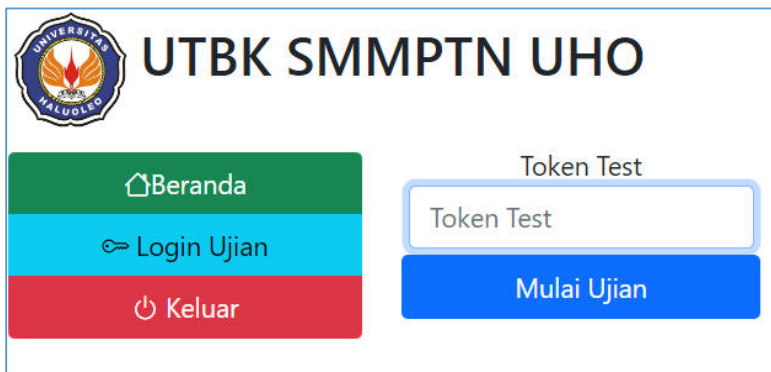 UNIVERSITAS
HALUOLEO
UTBK SMMPTN UHO
Beranda
Login Ujian
Keluar
Token Test
Token Test
Mulai Ujian